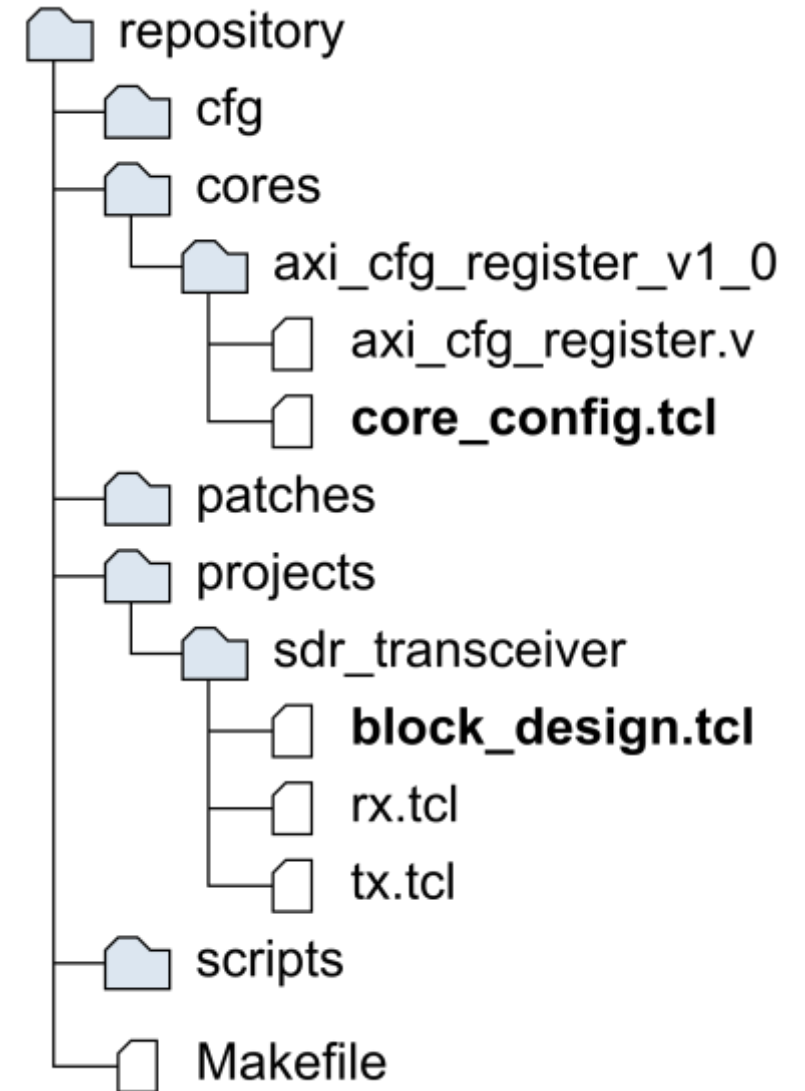 repository
cfg
cores
axi_cfg_register_v1_0
axi_cfg_register.v
core_config.tcl
patches
projects
sdr_transceiver
block_design.tcl
rx.tcl
tx.tcl
scripts
Makefile